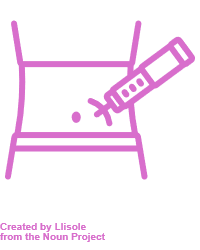 Created by Llisole
from the Noun Project